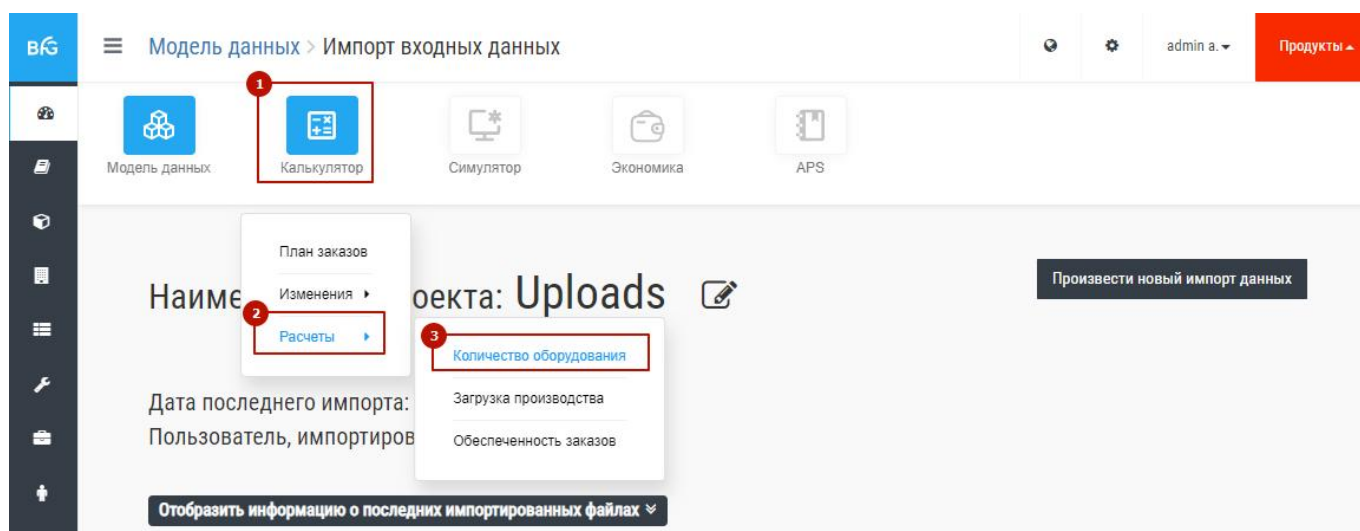 BFG
Модель данных > Импорт входных данных
admin a.
Продукты
1
Модель данных
Калькулятор
Симулятор
Экономика
APS
План заказов
Изменения
2
Расчеты
Наиме оекта: Uploads
Произвести новый импорт данных
3
Количество оборудования
Загрузка производства
Обеспеченность заказов
Дата последнего импорта:
Пользователь, импортиров
Отобразить информацию о последних импортированных файлах